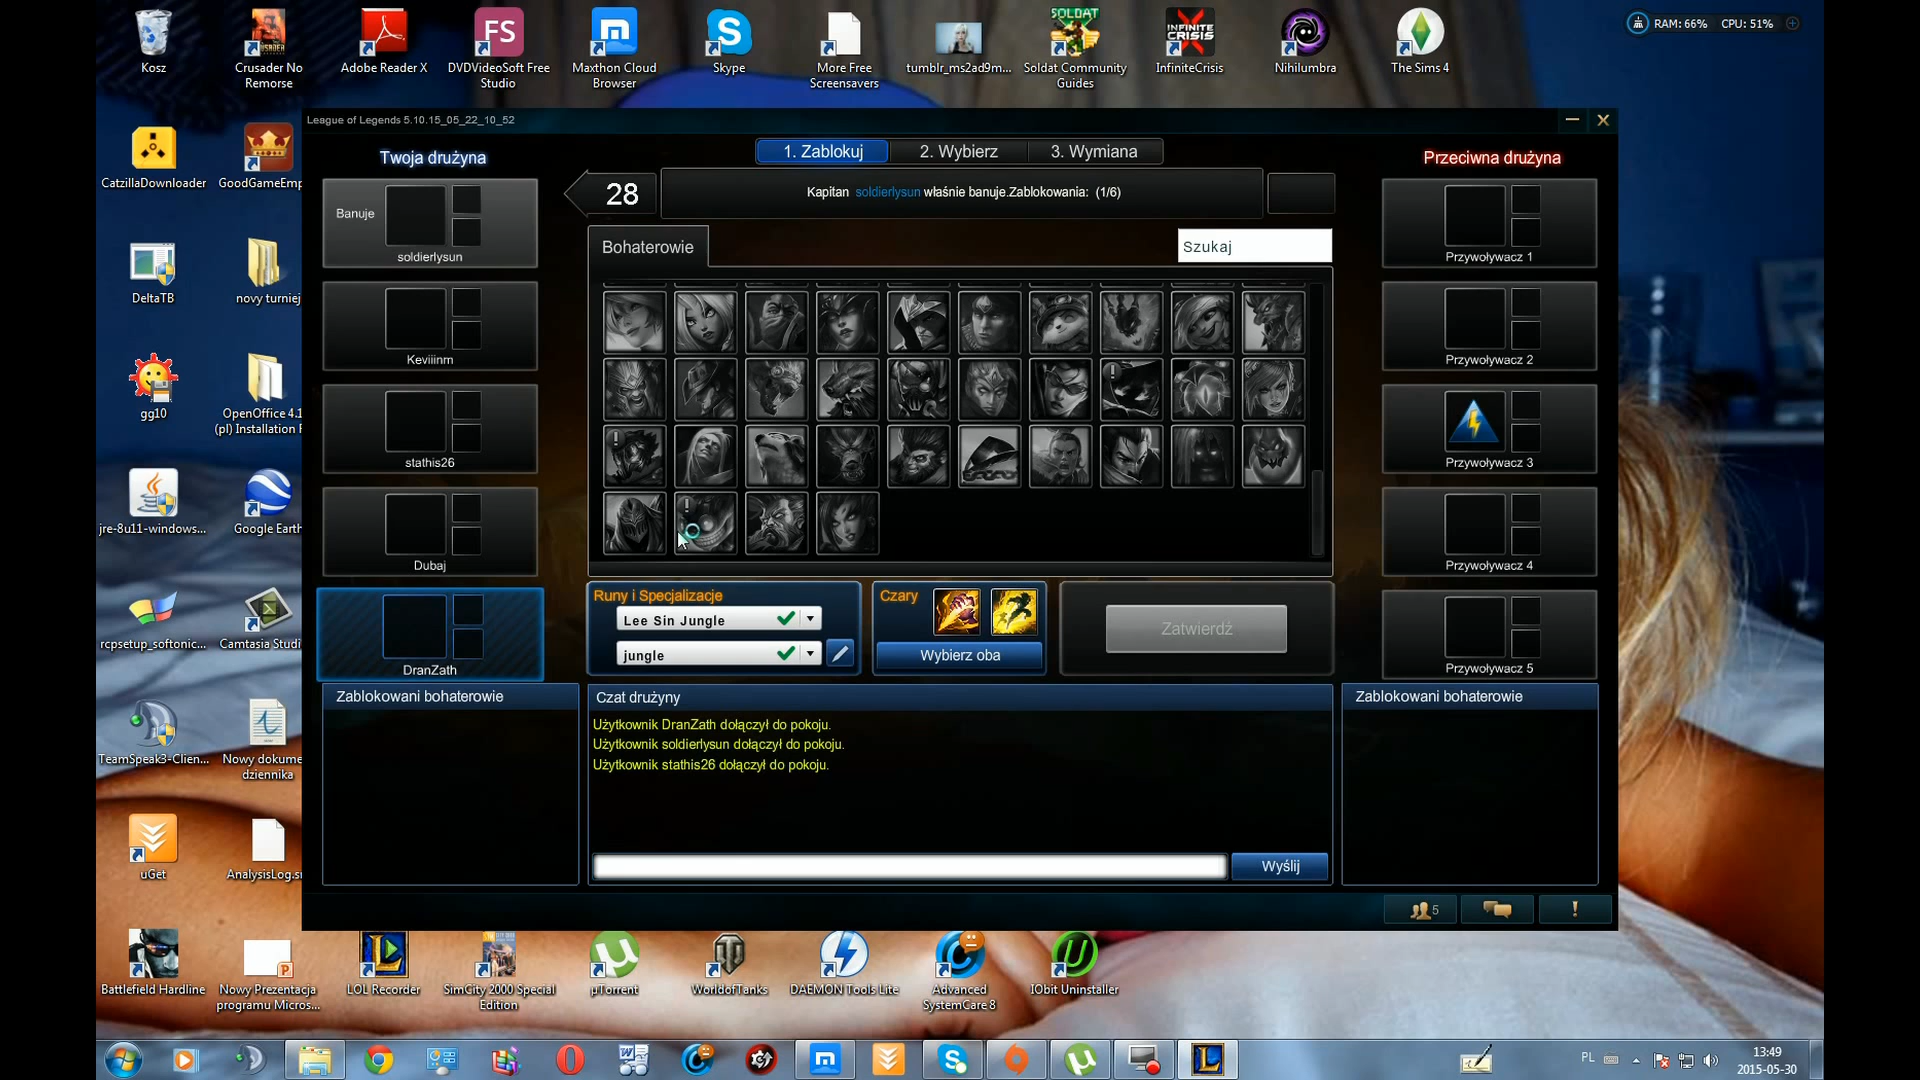 Kosz
Crusader No
Remorse
Adobe Reader X
DVDVideoSoft Free
Studio
Maxthon Cloud
Browser
Skype
More Free
Screensavers
tumblr_ms2ad9m...
Soldat Community
Guides
InfiniteCrisis
Nihilumbra
The Sims 4
RAM: 66% CPU: 51%
CatzillaDownloader
GoodGameEmp
DeltaTB
novy turniej
gg10
OpenOffice 4.1
(pl) Installation F
jre-8u11-windows...
Google Earth
rcpsetup_softonic...
Camtasia Studi
TeamSpeak3-Clien...
Nowy dokume
dziennika
uGet
AnalysisLog.s
Battlefield Hardline
Nowy Prezentacja
programu Micros...
LOL Recorder
SimCity 2000 Special
Edition
µTorrent
WorldofTanks
DAEMON Tools Lite
Advanced
SystemCare 8
IObit Uninstaller
League of Legends 5.10.15_05_22_10_52
Twoja drużyna
1. Zablokuj
2. Wybierz
3. Wymiana
Przeciwna drużyna
28
Kapitan soldierlysun właśnie banuje.Zablokowania: (1/6)
Banuje
soldierlysun
Keviiinm
stathis26
Dubaj
DranZath
Bohaterowie
Szukaj
Przywoływacz 1
Przywoływacz 2
Przywoływacz 3
Przywoływacz 4
Przywoływacz 5
Runy i Specjalizacje
Lee Sin Jungle
jungle
Czary
Wybierz oba
Zatwierdź
Zablokowani bohaterowie
Czat drużyny
Użytkownik DranZath dołączył do pokoju.
Użytkownik soldierlysun dołączył do pokoju.
Użytkownik stathis26 dołączył do pokoju.
Wyślij
Zablokowani bohaterowie
5
PL
13:49
2015-05-30